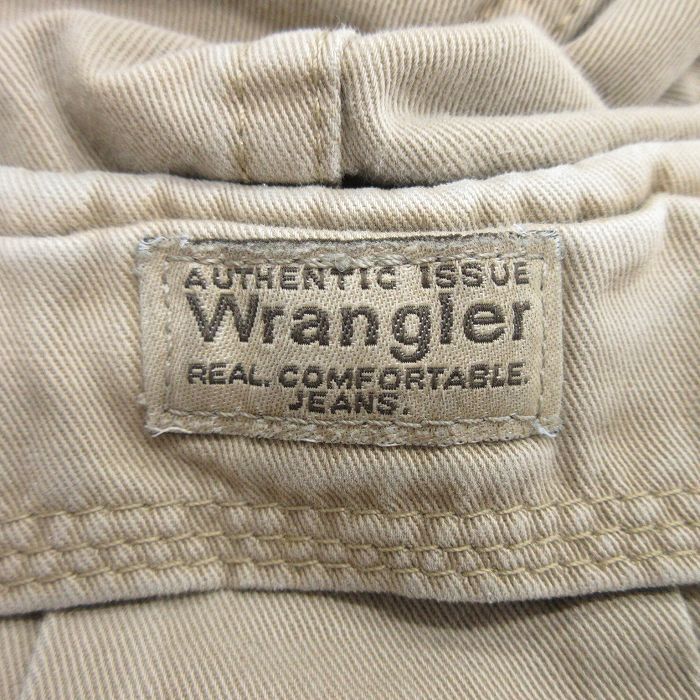 AUTHENTIC ISSUE
Wrangler
REAL. COMFORTABLE.
JEANS.